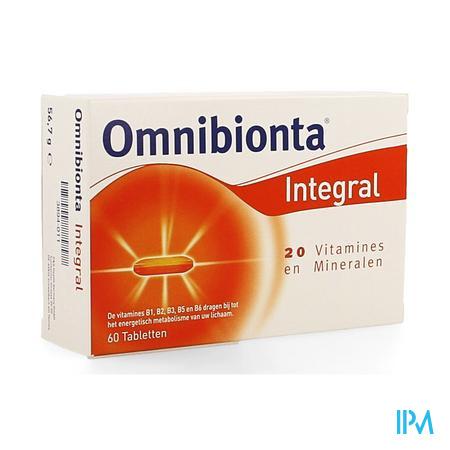 Omnibionta®
Integral
20 Vitamines
en Mineralen
De vitamines B1, B2, B3, B5 en B6 dragen bij tot
het energetisch metabolisme van uw lichaam.
60 Tabletten
Omnibionta Integral
56,7 g e
IPM